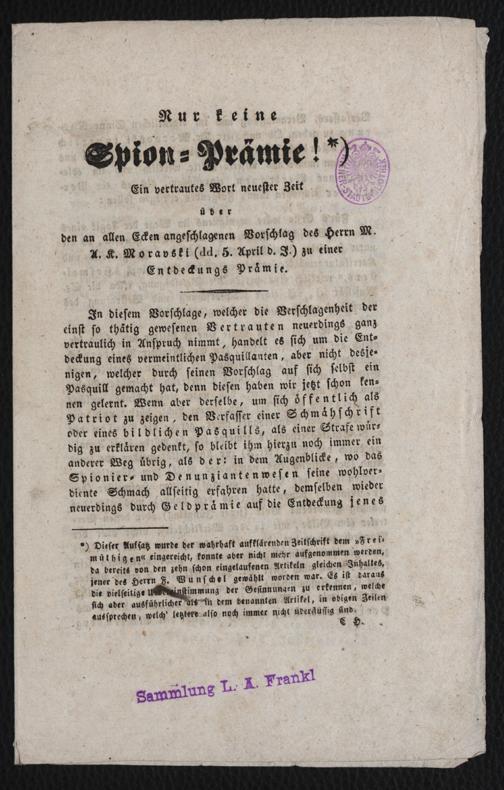 Nur keine
Spion=Prämie! *)
Ein vertrautes Wort neuester Zeit
über
den an allen Ecken angeschlagenen Vorschlag des Herrn M.
A. K. Moravski (dd. 5. April d. J.) zu einer
Entdeckungs Prämie.
In diesem Vorschlage, welcher die Verschlagenheit der
einst so thätig gewesenen Vertrauten neuerdings ganz
vertraulich in Anspruch nimmt, handelt es sich um die Ent-
deckung eines vermeintlichen Pasquillanten, aber nicht desje-
nigen, welcher durch seinen Vorschlag auf sich selbst ein
Pasquill gemacht hat, denn diesen haben wir jetzt schon ken-
nen gelernt. Wenn aber derselbe, um sich öffentlich als
Patriot zu zeigen, den Verfasser einer Schmähschrift
oder eines bildlichen Pasquills, als einer Strafe wür-
dig zu erklären gedenkt, so bleibt ihm hierzu noch immer ein
anderer Weg übrig, als der: in dem Augenblicke, wo das
Spionier- und Denunziantenwesen seine wohlver-
diente Schmach allseitig erfahren hatte, demselben wieder
neuerdings durch Geldprämie auf die Entdeckung jenes
*) Dieser Aufsatz wurde der wahrhaft aufklärenden Zeitschrift dem »Frei-
müthigen« eingereicht, konnte aber nicht mehr aufgenommen werden,
da bereits von den zehn schon eingelaufenen Artikeln gleichen Inhaltes,
jener des Herrn F. Wunschel gewählt worden war. Es ist daraus
die vielseitige Uebereinstimmung der Gesinnungen zu erkennen, welche
sich aber ausführlicher als in dem benannten Artikel, in obigen Zeilen
aussprechen, welch' letztere also noch immer nicht überflüssig sind.
C H.
Sammlung L. A. Frankl